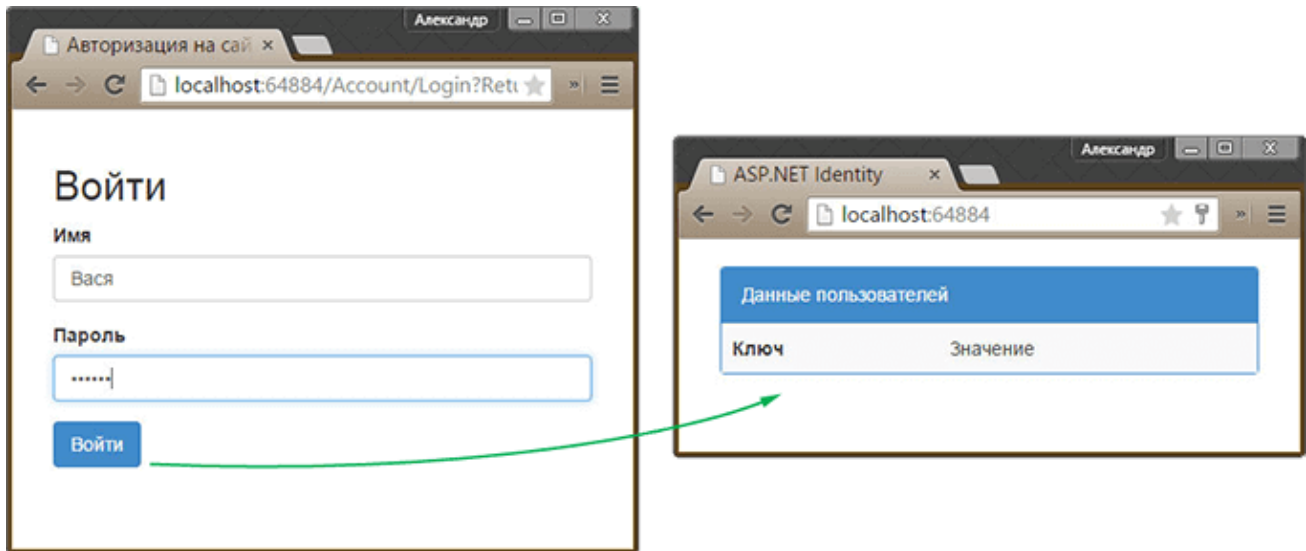 Александр
Авторизация на сай
localhost:64884/Account/Login?Retu
Войти
Имя
Вася
Пароль
••••••
Войти
Александр
ASP.NET Identity
localhost:64884
Данные пользователей
Ключ Значение